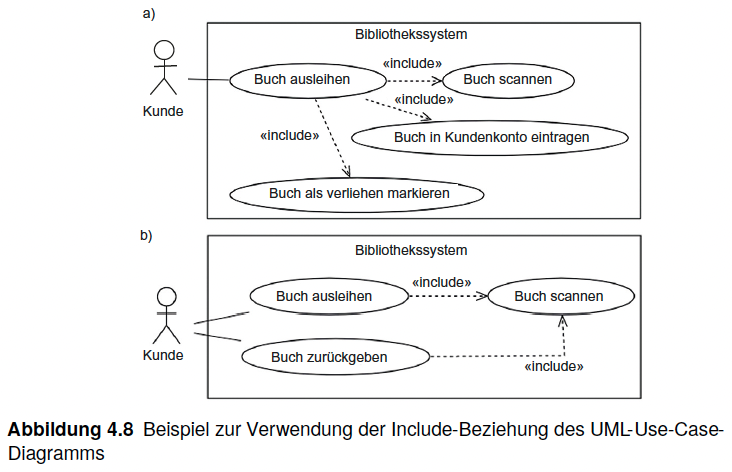 a)
Bibliothekssystem
Buch ausleihen
«include»
Buch scannen
«include»
Kunde
«include»
Buch in Kundenkonto eintragen
Buch als verliehen markieren
b)
Bibliothekssystem
«include»
Buch ausleihen
Buch scannen
Kunde
Buch zurückgeben
«include»
Abbildung 4.8 Beispiel zur Verwendung der Include-Beziehung des UML-Use-Case-
Diagramms